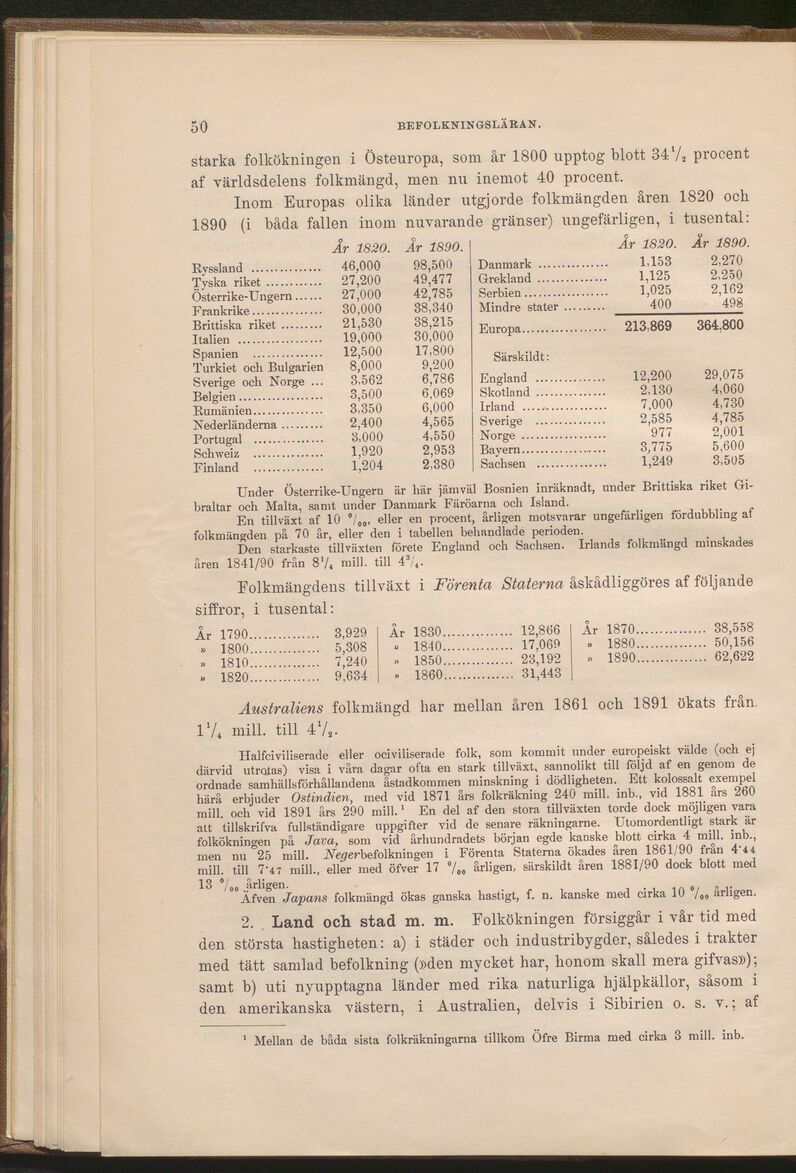 50 BEFOLKNINGSLÄRAN.
starka folkökningen i Östeuropa, som år 1800 upptog blott 34¹/₂ procent
af världsdelens folkmängd, men nu inemot 40 procent.
Inom Europas olika länder utgjorde folkmängden åren 1820 och
1890 (i båda fallen inom nuvarande gränser) ungefärligen, i tusental:
År 1820. År 1890.
Ryssland ............... 46,000 98,500
Tyska riket ............ 27,200 49,477
Österrike-Ungern ...... 27,000 42,785
Frankrike ............... 30,000 38,340
Brittiska riket ......... 21,530 38,215
Italien .................. 19,000 30,000
Spanien ............... 12,500 17,800
Turkiet och Bulgarien 8,000 9,200
Sverige och Norge ... 3,562 6,786
Belgien .................. 3,500 6,069
Rumänien............... 3,350 6,000
Nederländerna ......... 2,400 4,565
Portugal ............... 3,000 4,550
Schweiz ............... 1,920 2,953
Finland ............... 1,204 2,380
År 1820. År 1890.
Danmark ............... 1,153 2,270
Grekland ............... 1,125 2,250
Serbien .................. 1,025 2,162
Mindre stater ......... 400 498
Europa.................. 213,869 364,800
Särskildt:
England ............... 12,200 29,075
Skotland ............... 2,130 4,060
Irland .................. 7,000 4,730
Sverige ............... 2,585 4,785
Norge .................. 977 2,001
Bayern .................. 3,775 5,600
Sachsen ............... 1,249 3,505
Under Österrike-Ungern är här jämväl Bosnien inräknadt, under Brittiska riket Gi-
braltar och Malta, samt under Danmark Färöarna och Island.
En tillväxt af 10 ⁰/₀₀, eller en procent, årligen motsvarar ungefärligen fördubbling af
folkmängden på 70 år, eller den i tabellen behandlade perioden.
Den starkaste tillväxten förete England och Sachsen. Irlands folkmängd minskades
åren 1841/90 från 8¹/₄ mill. till 4³/₄.
Folkmängdens tillväxt i Förenta Staterna åskådliggöres af följande
siffror, i tusental:
År 1790............... 3,929
» 1800............... 5,308
» 1810............... 7,240
» 1820............... 9,634
År 1830............... 12,866
» 1840............... 17,069
» 1850............... 23,192
» 1860............... 31,443
År 1870............... 38,558
» 1880............... 50,156
» 1890............... 62,622
Australiens folkmängd har mellan åren 1861 och 1891 ökats från
1¹/₄ mill. till 4¹/₂.
Halfciviliserade eller ociviliserade folk, som kommit under europeiskt välde (och ej
därvid utrotas) visa i våra dagar ofta en stark tillväxt, sannolikt till följd af en genom de
ordnade samhällsförhållandena åstadkommen minskning i dödligheten. Ett kolossalt exempel
härå erbjuder Ostindien, med vid 1871 års folkräkning 240 mill. inb., vid 1881 års 260
mill. och vid 1891 års 290 mill.¹ En del af den stora tillväxten torde dock möjligen vara
att tillskrifva fullständigare uppgifter vid de senare räkningarne. Utomordentligt stark är
folkökningen på Java, som vid århundradets början egde kanske blott cirka 4 mill. inb.,
men nu 25 mill. Negerbefolkningen i Förenta Staterna ökades åren 1861/90 från 4·44
mill. till 7·47 mill., eller med öfver 17 ⁰/₀₀ årligen, särskildt åren 1881/90 dock blott med
13 ⁰/₀₀ årligen.
Äfven Japans folkmängd ökas ganska hastigt, f. n. kanske med cirka 10 ⁰/₀₀ årligen.
2. Land och stad m. m. Folkökningen försiggår i vår tid med
den största hastigheten: a) i städer och industribygder, således i trakter
med tätt samlad befolkning (»den mycket har, honom skall mera gifvas»);
samt b) uti nyupptagna länder med rika naturliga hjälpkällor, såsom i
den amerikanska västern, i Australien, delvis i Sibirien o. s. v.; af
¹ Mellan de båda sista folkräkningarna tillkom Öfre Birma med cirka 3 mill. inb.